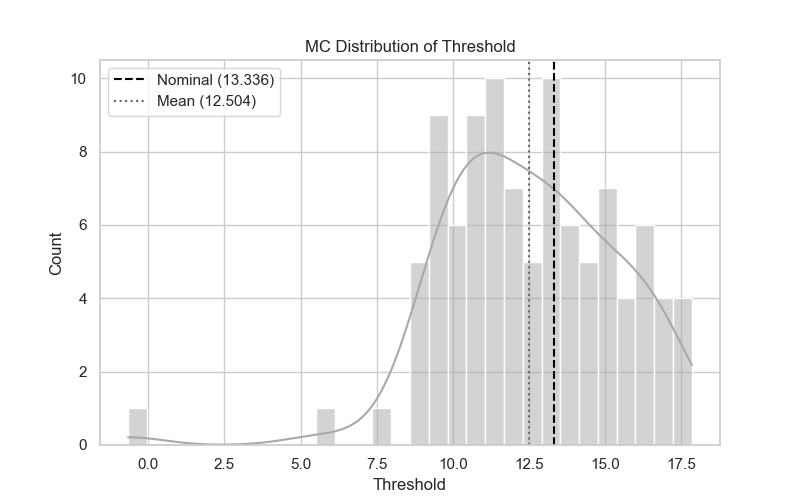 MC Distribution of Threshold
Nominal (13.336)
Mean (12.504)
Count
10
8
6
4
2
0
0.0 2.5 5.0 7.5 10.0 12.5 15.0 17.5
Threshold